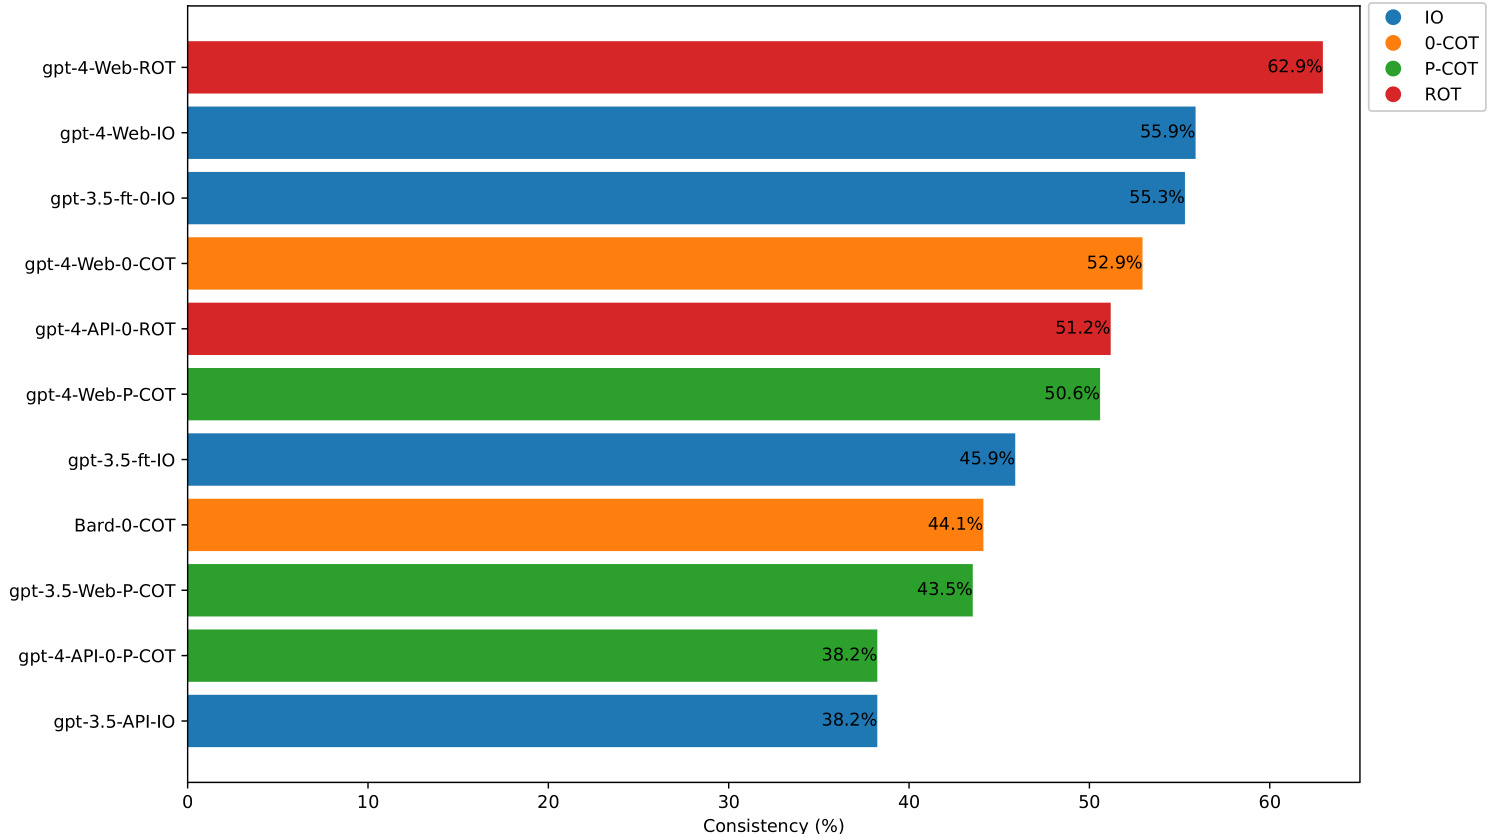 IO
0-COT
P-COT
ROT
gpt-4-Web-ROT 62.9%
gpt-4-Web-IO 55.9%
gpt-3.5-ft-0-IO 55.3%
gpt-4-Web-0-COT 52.9%
gpt-4-API-0-ROT 51.2%
gpt-4-Web-P-COT 50.6%
gpt-3.5-ft-IO 45.9%
Bard-0-COT 44.1%
gpt-3.5-Web-P-COT 43.5%
gpt-4-API-0-P-COT 38.2%
gpt-3.5-API-IO 38.2%
0 10 20 30 40 50 60
Consistency (%)